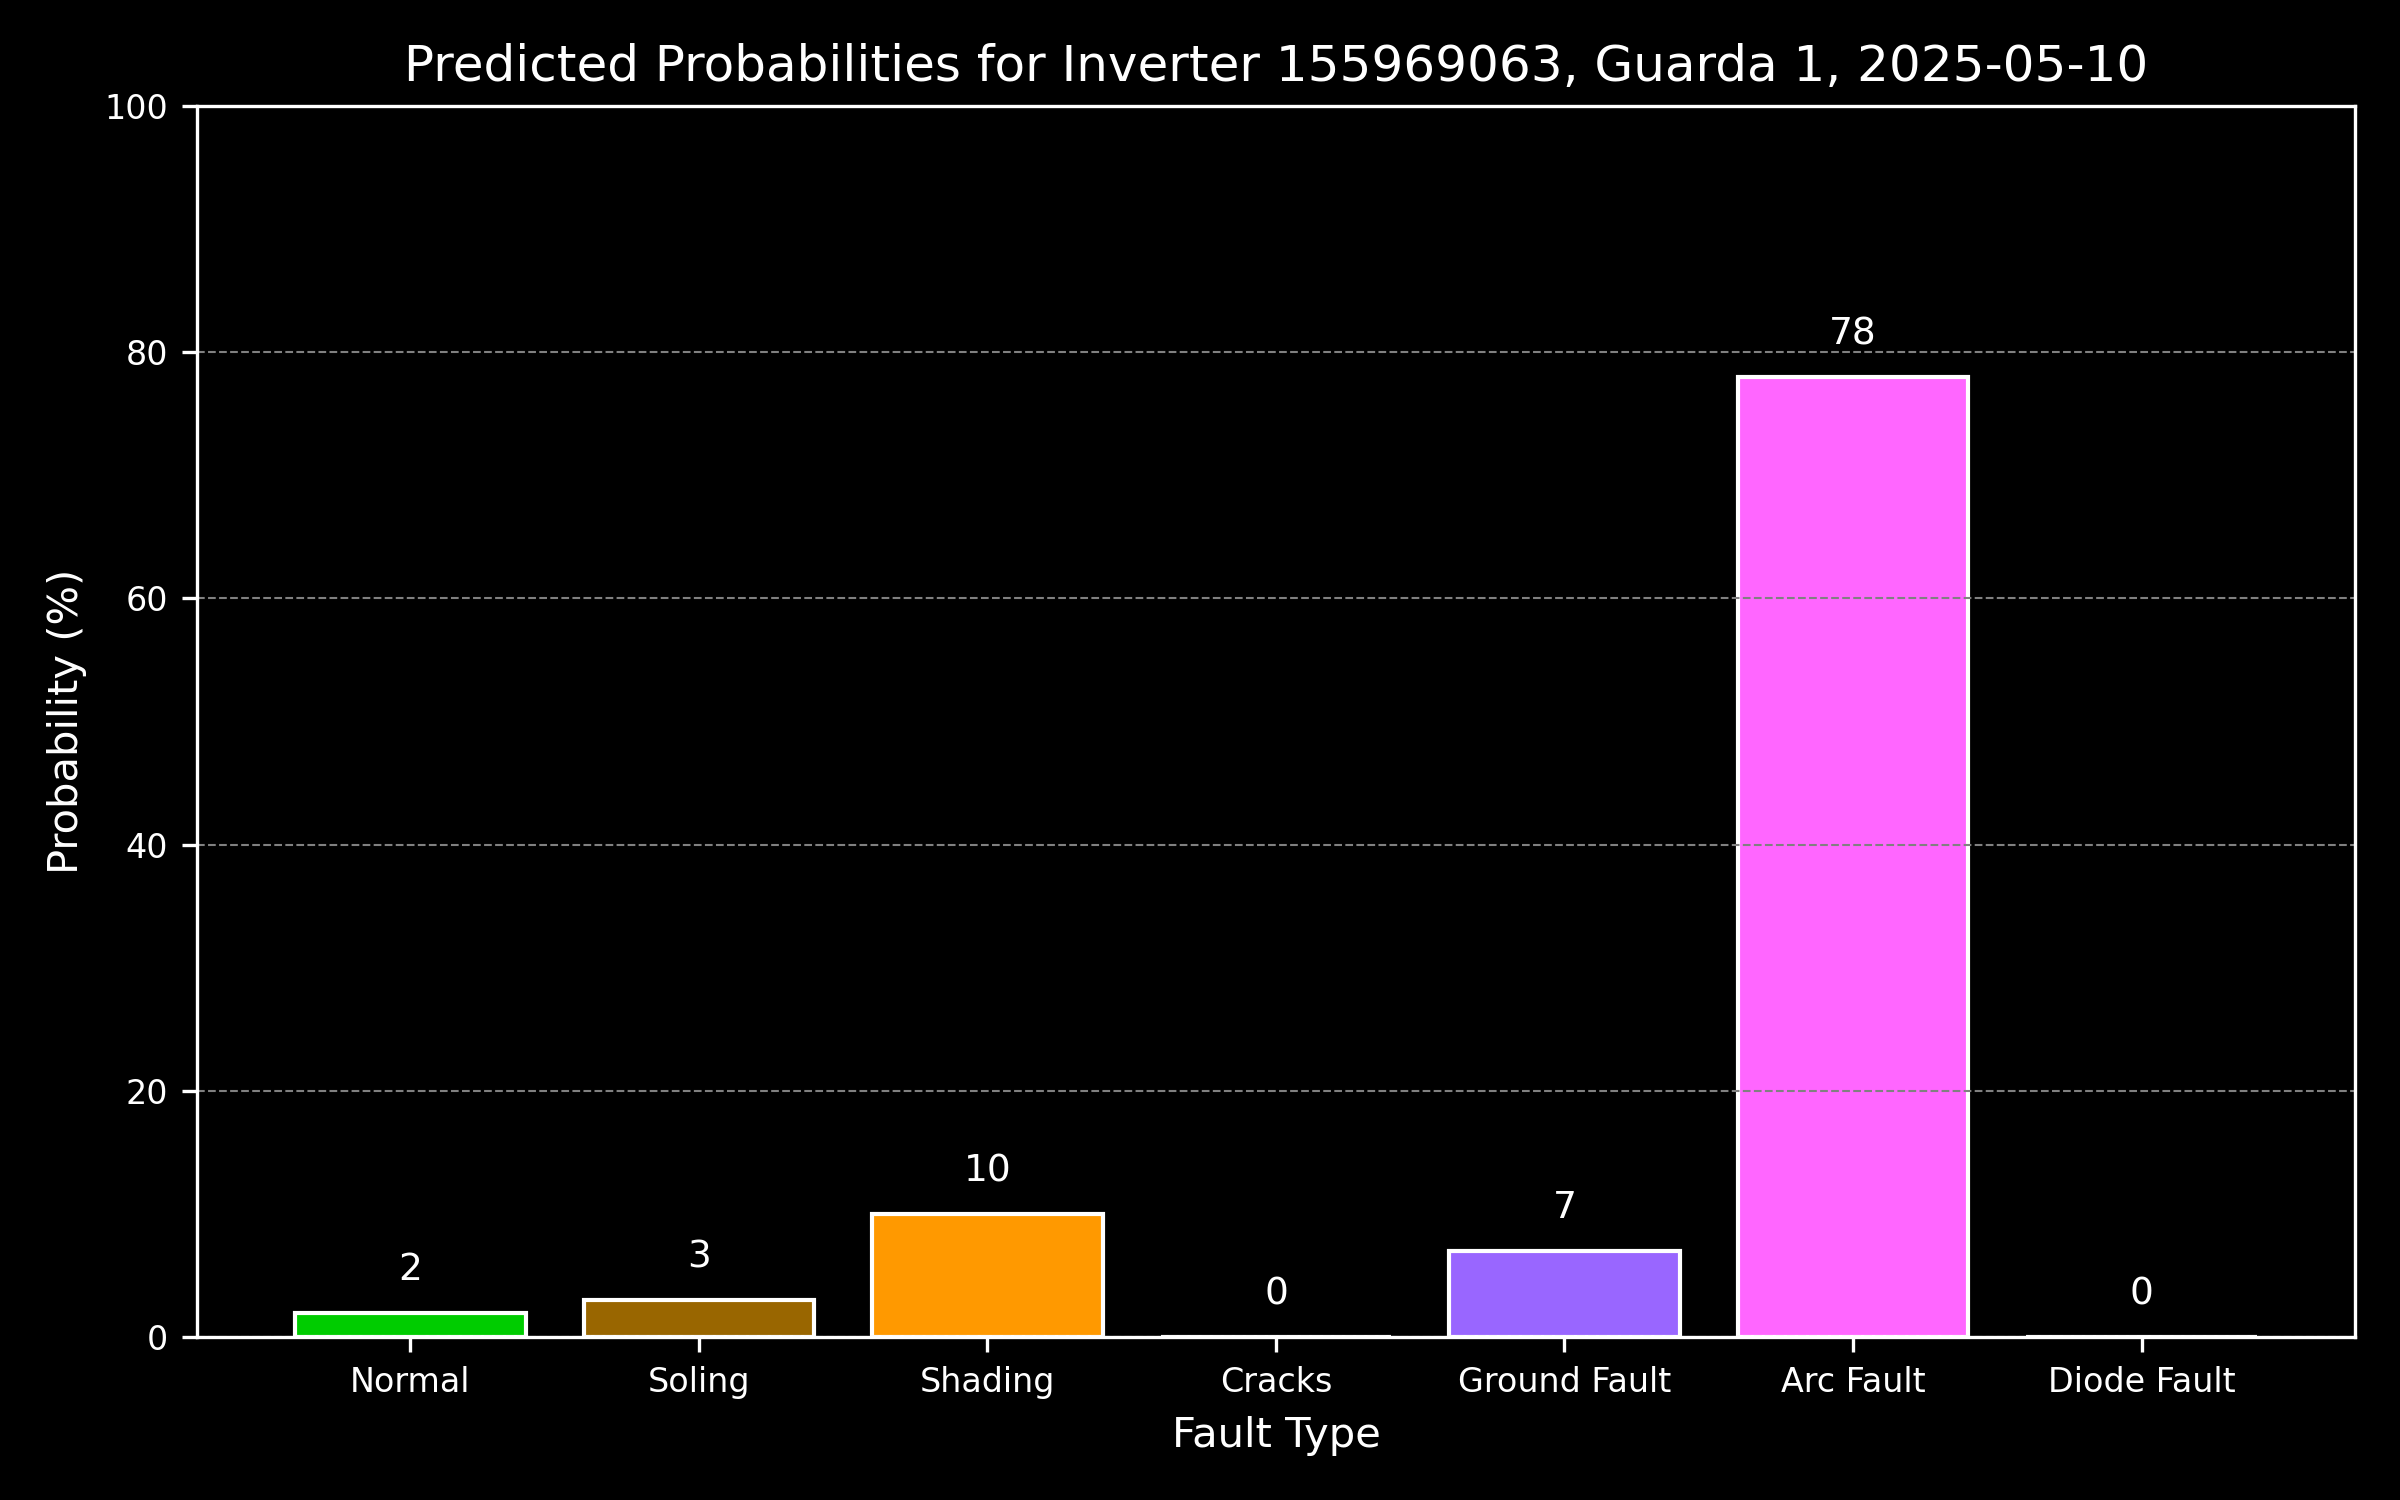 Predicted Probabilities for Inverter 155969063, Guarda 1, 2025-05-10
100
80
60
40
20
0
Probability (%)
2
3
10
0
7
78
0
Normal
Soling
Shading
Cracks
Ground Fault
Arc Fault
Diode Fault
Fault Type